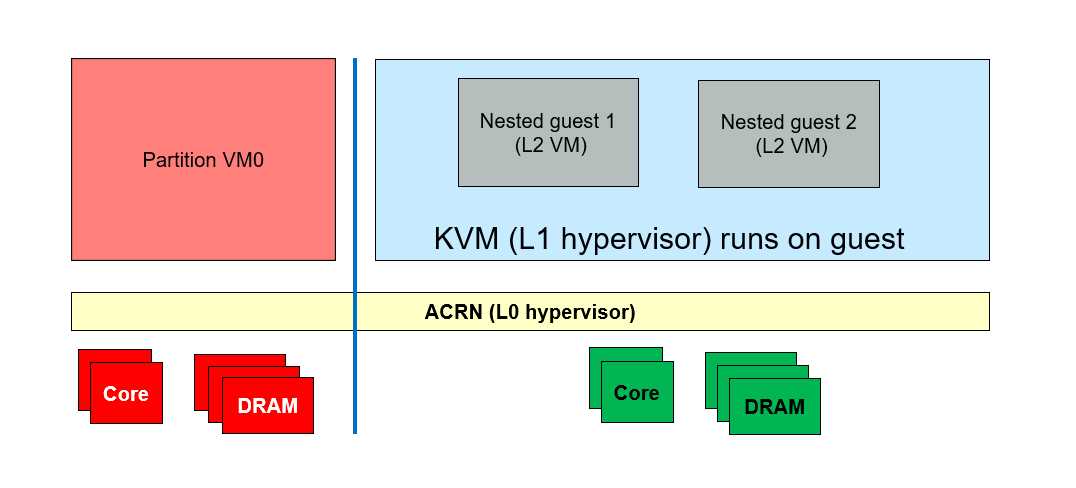 Partition VM0
Nested guest 1
(L2 VM)
Nested guest 2
(L2 VM)
KVM (L1 hypervisor) runs on guest
ACRN (L0 hypervisor)
Core
DRAM
Core
DRAM